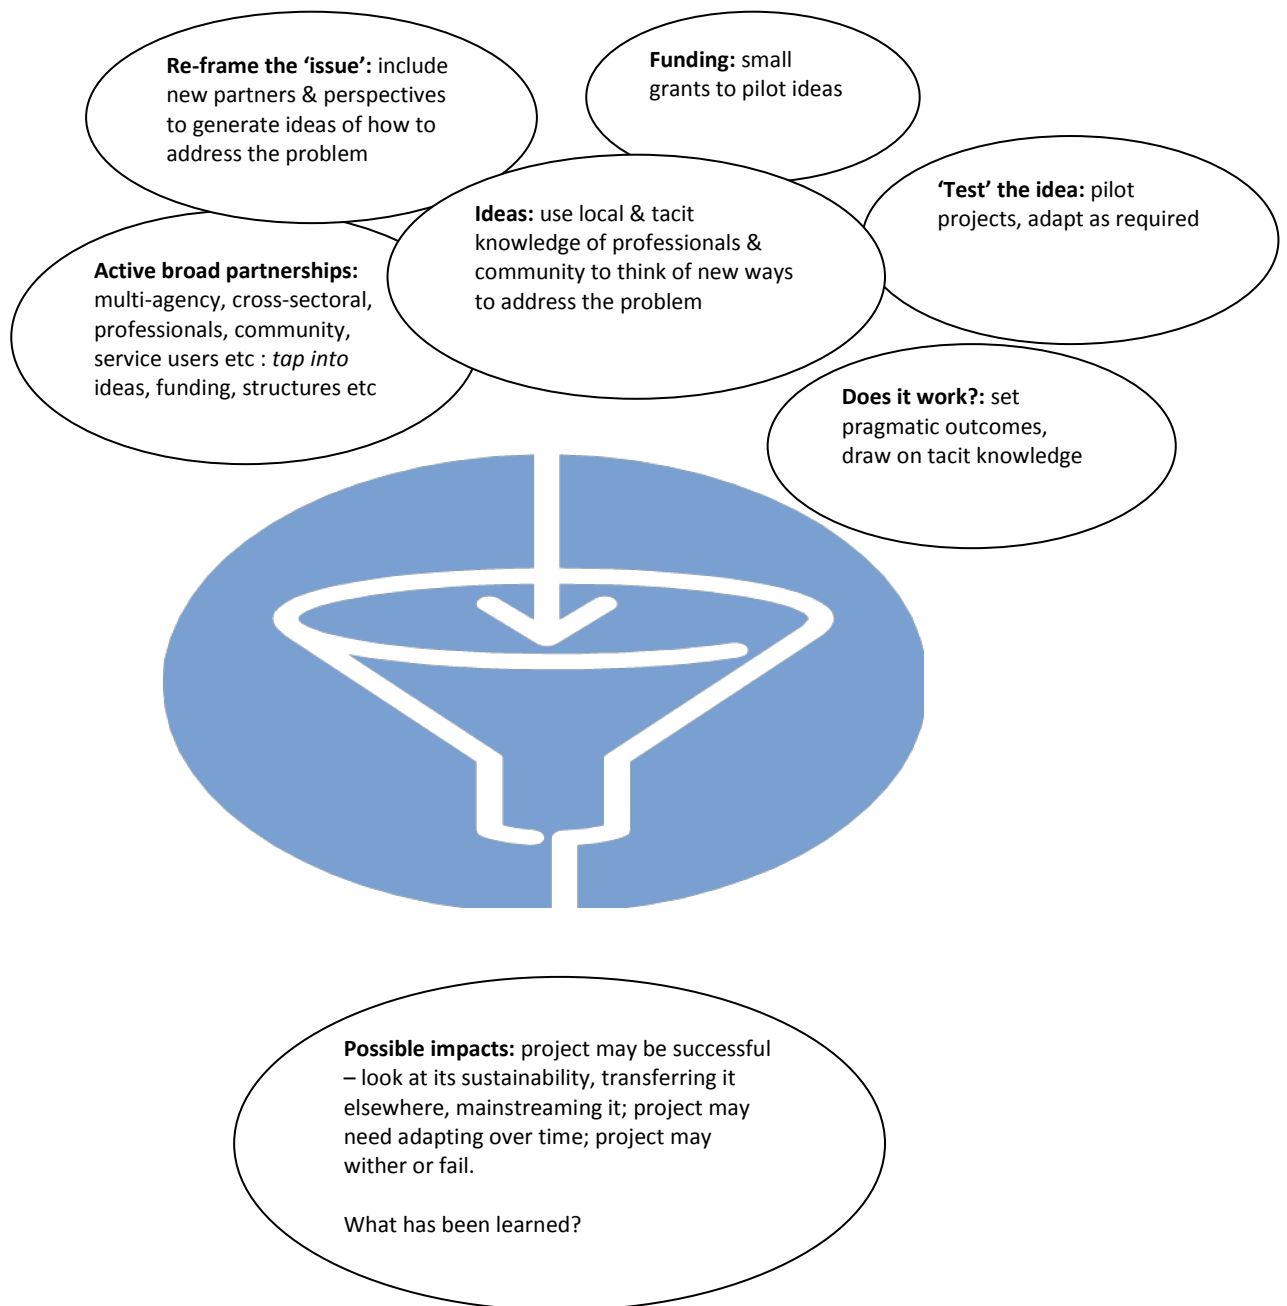 Re-frame the ‘issue’: include
new partners & perspectives
to generate ideas of how to
address the problem
Funding: small
grants to pilot ideas
‘Test’ the idea: pilot
projects, adapt as required
Ideas: use local & tacit
knowledge of professionals &
community to think of new ways
to address the problem
Active broad partnerships:
multi-agency, cross-sectoral,
professionals, community,
service users etc : tap into
ideas, funding, structures etc
Does it work?: set
pragmatic outcomes,
draw on tacit knowledge
Possible impacts: project may be successful
– look at its sustainability, transferring it
elsewhere, mainstreaming it; project may
need adapting over time; project may
wither or fail.
What has been learned?